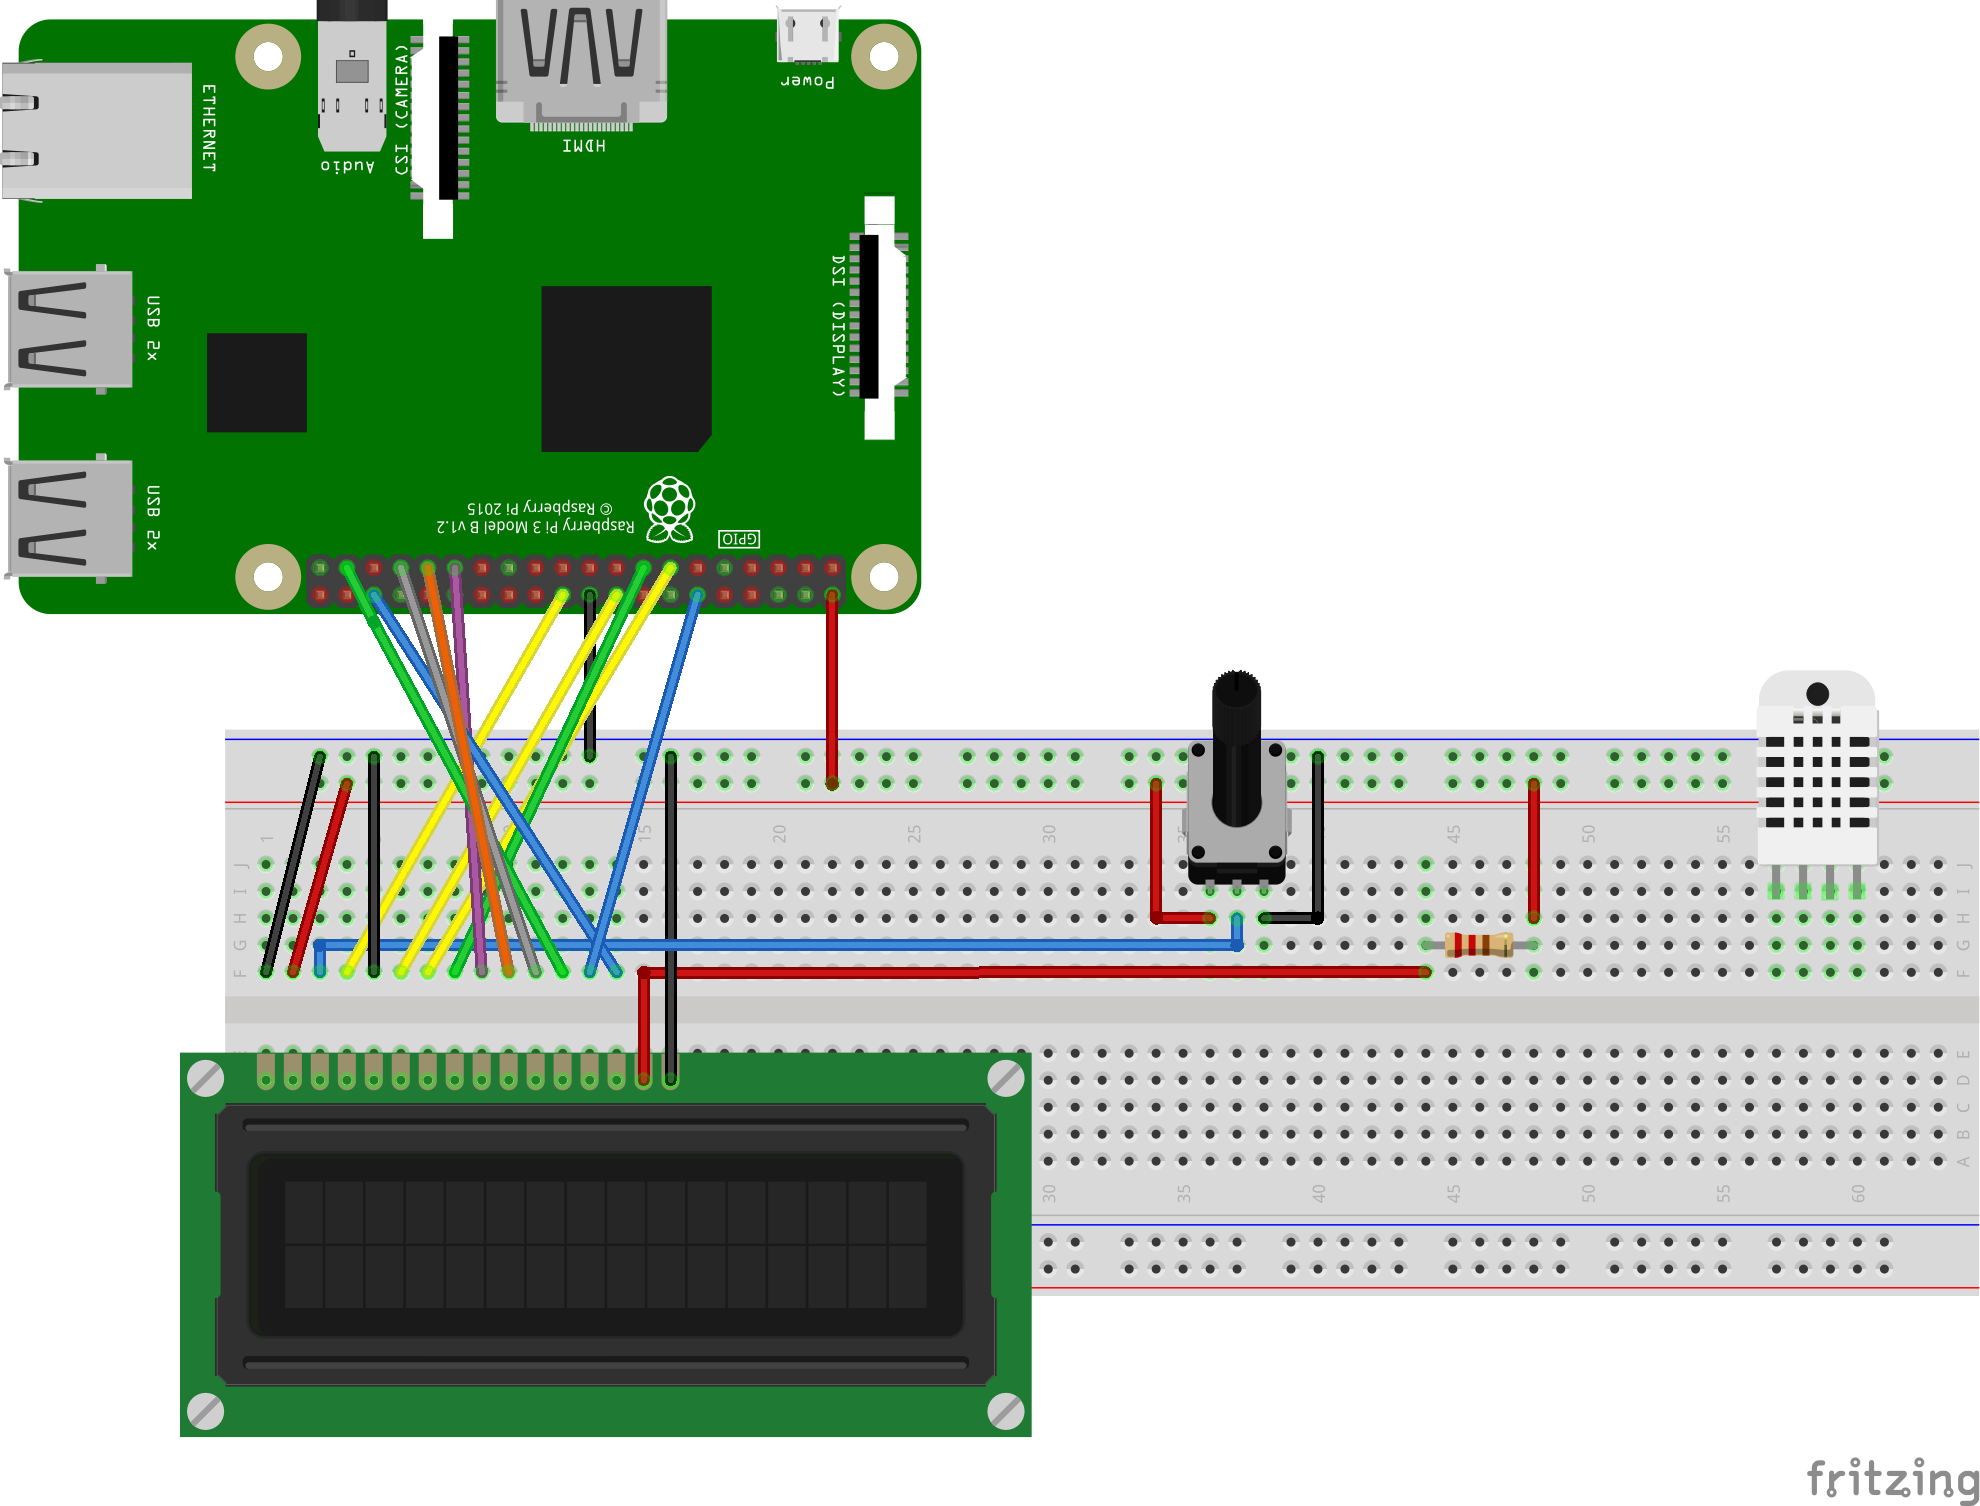 Power
ETHERNET
CSI (CAMERA)
HDMI
Audio
DSI (DISPLAY)
USB 2x
USB 2x
Raspberry Pi 3 Model B v1.2
© Raspberry Pi 2015
GPIO
1 15 20 25 30 45 50 55
J J
I I
H H
G G
F F
E
D
C
B
A
30 35 40 45 50 55 60
fritzing